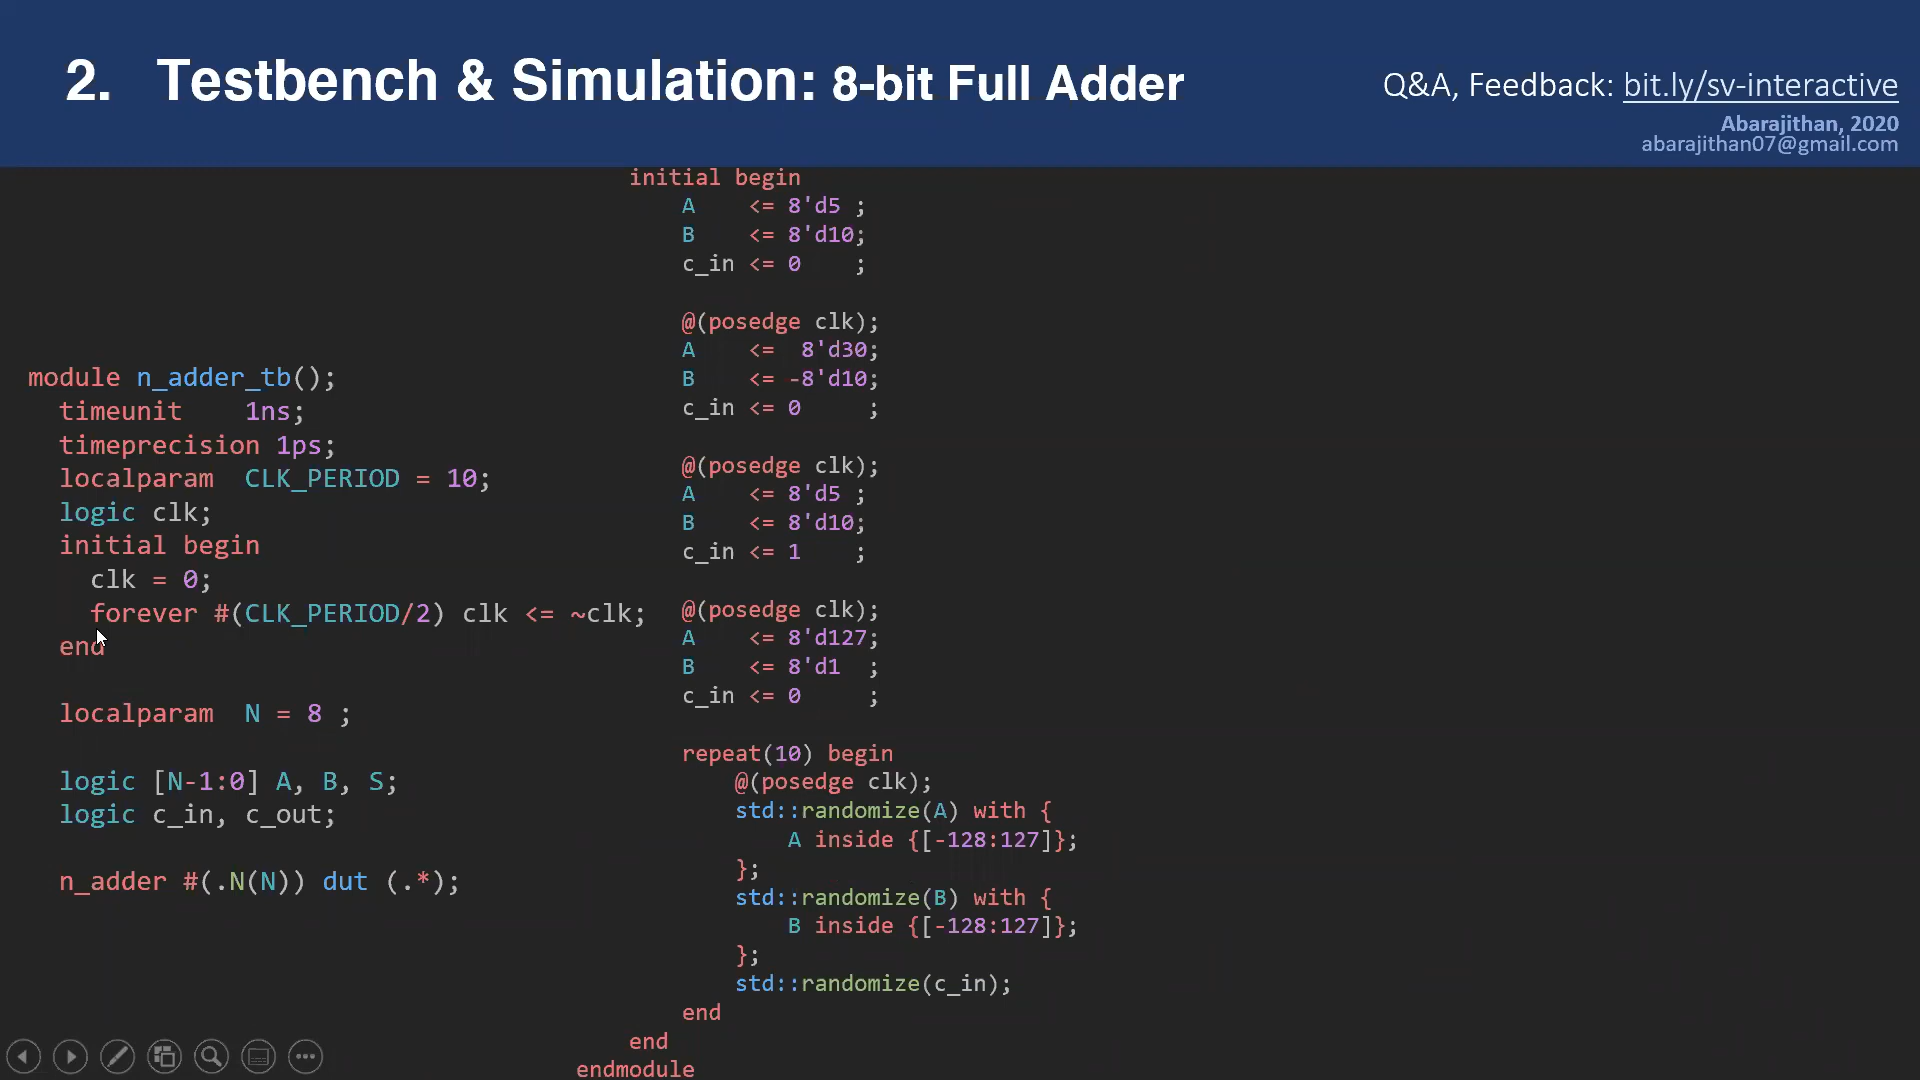 2. Testbench & Simulation: 8-bit Full Adder
Q&A, Feedback: bit.ly/sv-interactive
Abarajithan, 2020
abarajithan07@gmail.com
module n_adder_tb();
timeunit 1ns;
timeprecision 1ps;
localparam CLK_PERIOD = 10;
logic clk;
initial begin
clk = 0;
forever #(CLK_PERIOD/2) clk <= ~clk;
end
localparam N = 8 ;
logic [N-1:0] A, B, S;
logic c_in, c_out;
n_adder #(.N(N)) dut (.*);
initial begin
A <= 8'd5 ;
B <= 8'd10;
c_in <= 0 ;
@(posedge clk);
A <= 8'd30;
B <= -8'd10;
c_in <= 0 ;
@(posedge clk);
A <= 8'd5 ;
B <= 8'd10;
c_in <= 1 ;
@(posedge clk);
A <= 8'd127;
B <= 8'd1 ;
c_in <= 0 ;
repeat(10) begin
@(posedge clk);
std::randomize(A) with {
A inside {[-128:127]};
};
std::randomize(B) with {
B inside {[-128:127]};
};
std::randomize(c_in);
end
end
endmodule